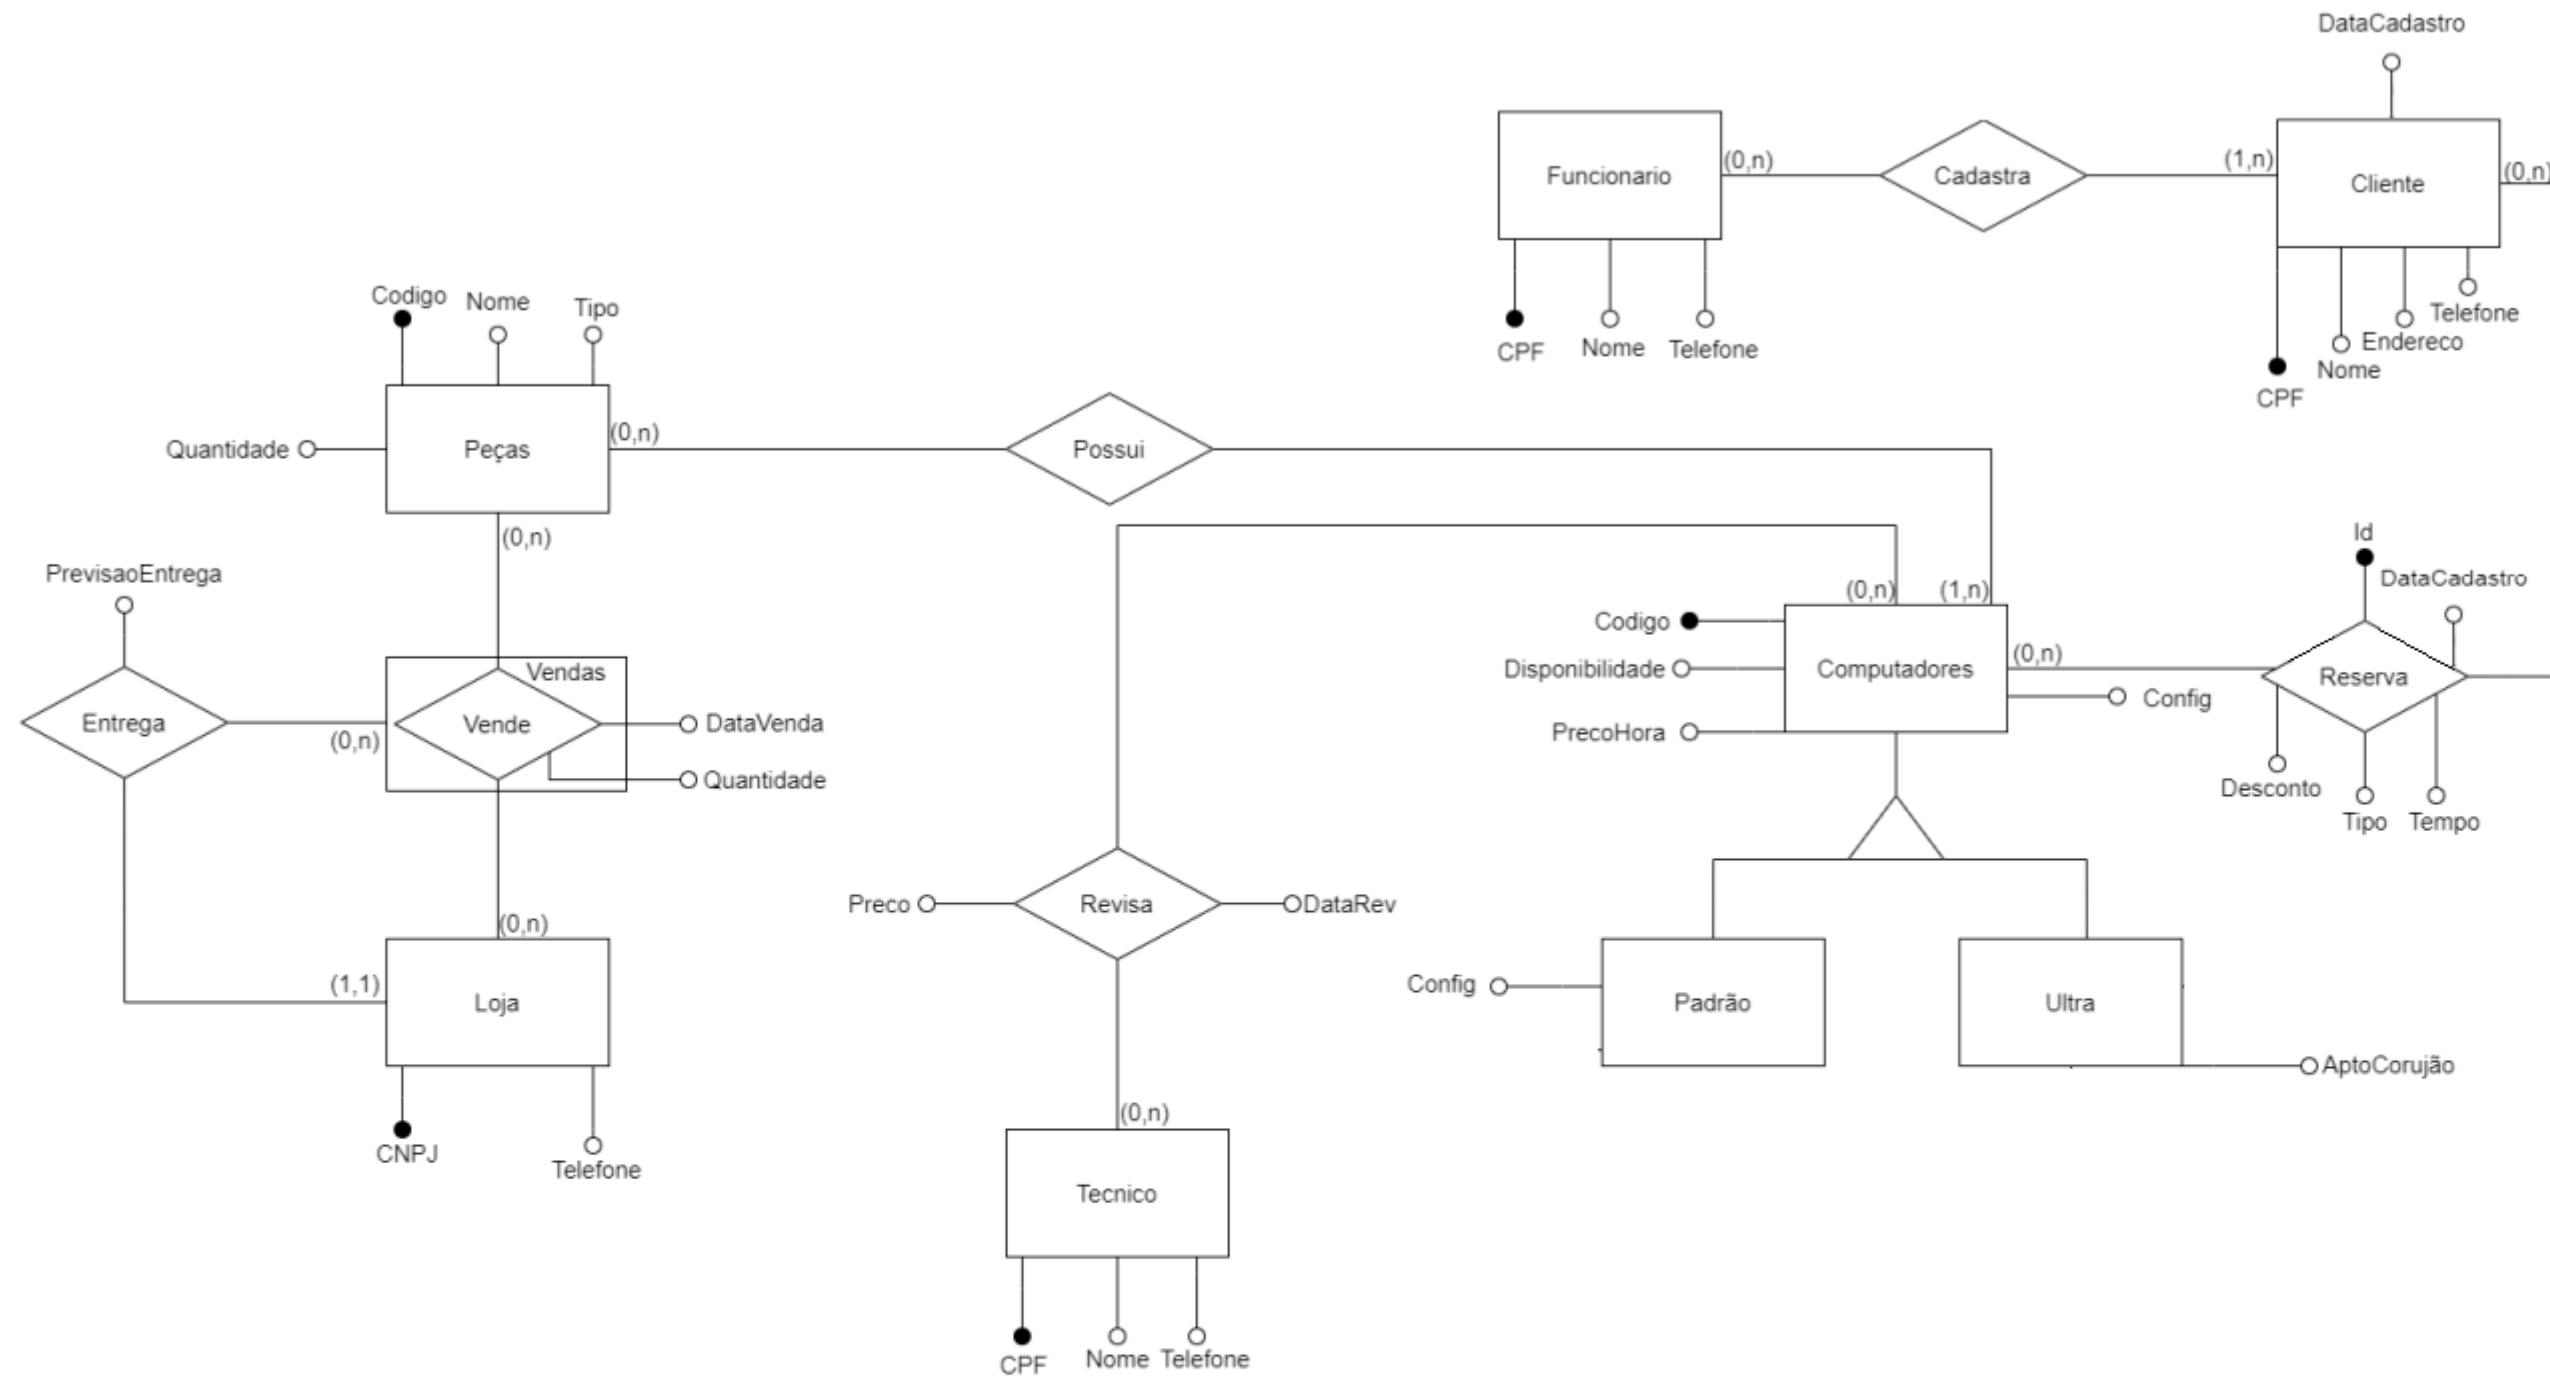 DataCadastro
Funcionario
(0,n)
Cadastra
(1,n)
Cliente
(0,n)
CPF
Nome
Telefone
CPF
Nome
Endereco
Telefone
Codigo
Nome
Tipo
Quantidade
Peças
(0,n)
Possui
(0,n)
PrevisaoEntrega
Entrega
(0,n)
Vendas
Vende
DataVenda
Quantidade
(0,n)
(1,1)
Loja
CNPJ
Telefone
(0,n)
(1,n)
Codigo
Disponibilidade
PrecoHora
Computadores
(0,n)
Config
Id
DataCadastro
Reserva
Desconto
Tipo
Tempo
Preco
Revisa
DataRev
Config
Padrão
Ultra
AptoCorujão
(0,n)
Tecnico
CPF
Nome
Telefone